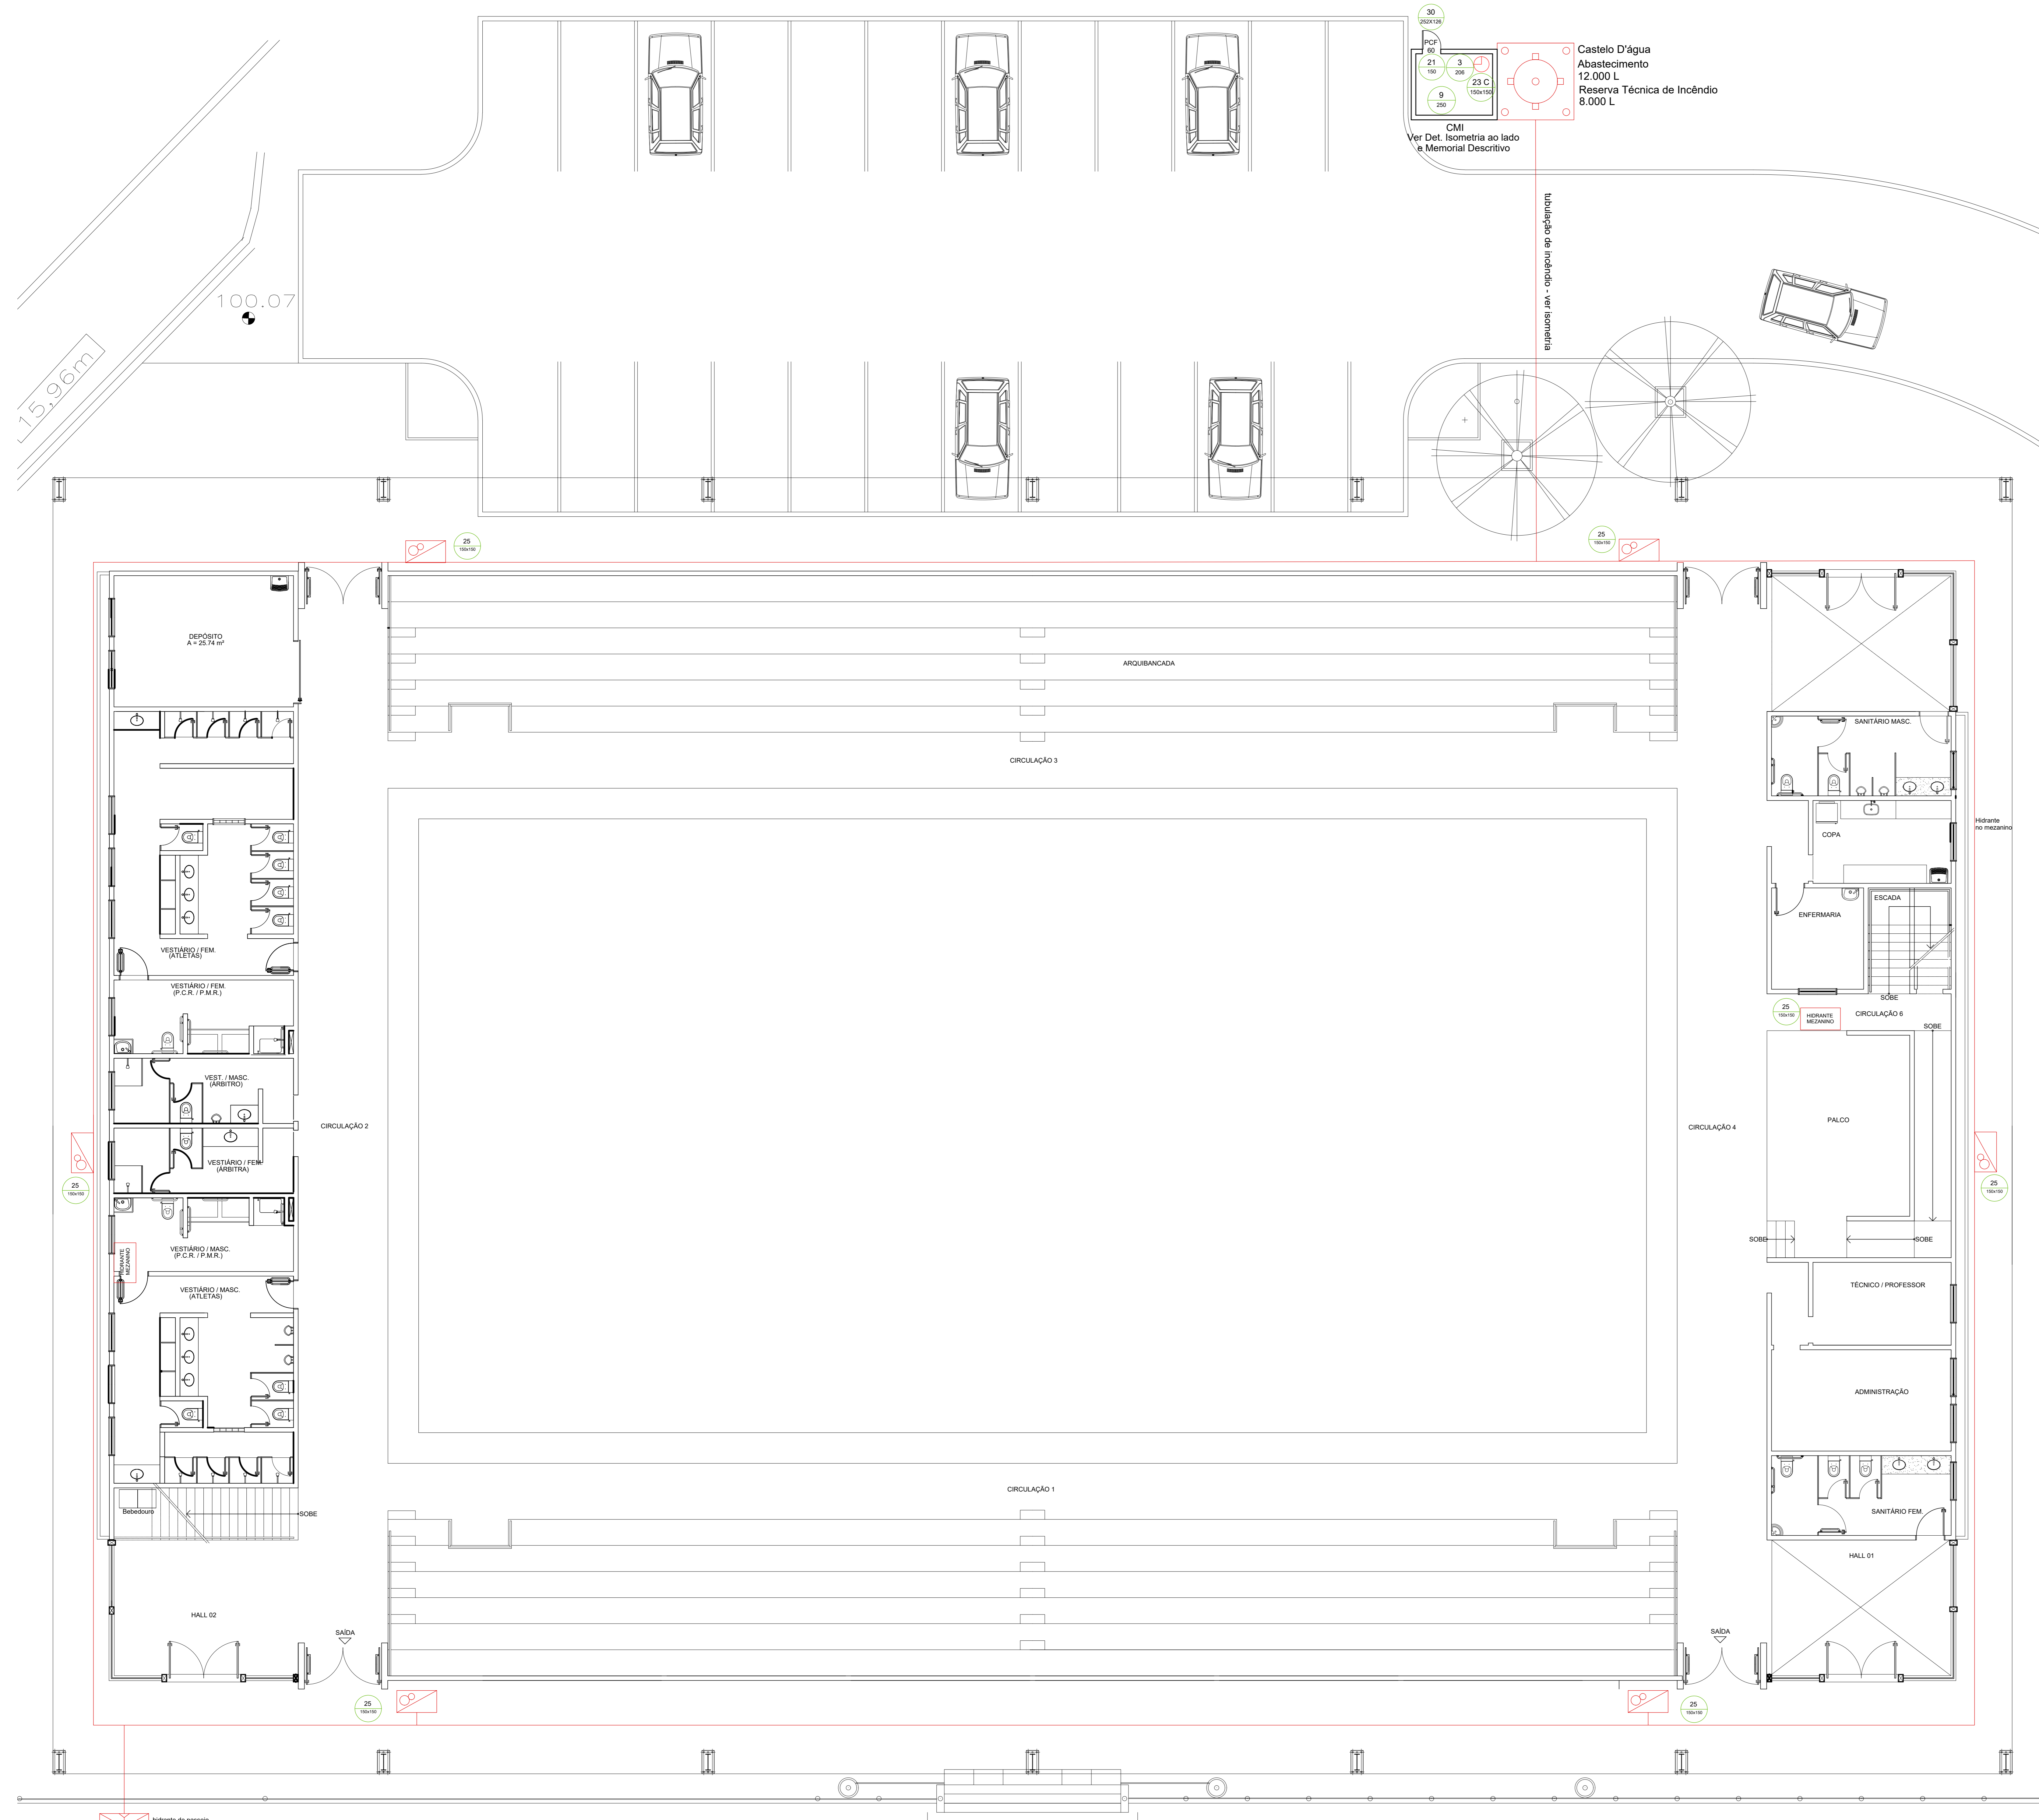 30
252X126
PCF
60
21
150
3
206
23 C
150x150
9
250
Castelo D'água
Abastecimento
12.000 L
Reserva Técnica de Incêndio
8.000 L
CMI
Ver Det. Isometria ao lado
e Memorial Descritivo
tubulação de incêndio - ver isometria
100.07
15,96m
25
150x150
25
150x150
DEPÓSITO
A = 25.74 m²
ARQUIBANCADA
SANITÁRIO MASC.
CIRCULAÇÃO 3
Hidrante
no mezanino
COPA
ESCADA
ENFERMARIA
VESTIÁRIO / FEM.
(ATLETAS)
VESTIÁRIO / FEM.
(P.C.R. / P.M.R.)
SOBE
25
150x150
HIDRANTE
MEZANINO
CIRCULAÇÃO 6
SOBE
VEST. / MASC.
(ÁRBITRO)
CIRCULAÇÃO 2
CIRCULAÇÃO 4
PALCO
VESTIÁRIO / FEM.
(ÁRBITRA)
25
150x150
25
150x150
SOBE
SOBE
VESTIÁRIO / MASC.
(P.C.R. / P.M.R.)
HIDRANTE
MEZANINO
VESTIÁRIO / MASC.
(ATLETAS)
TÉCNICO / PROFESSOR
ADMINISTRAÇÃO
CIRCULAÇÃO 1
Bebedouro
SOBE
SANITÁRIO FEM.
HALL 01
HALL 02
SAÍDA
SAÍDA
25
150x150
25
150x150